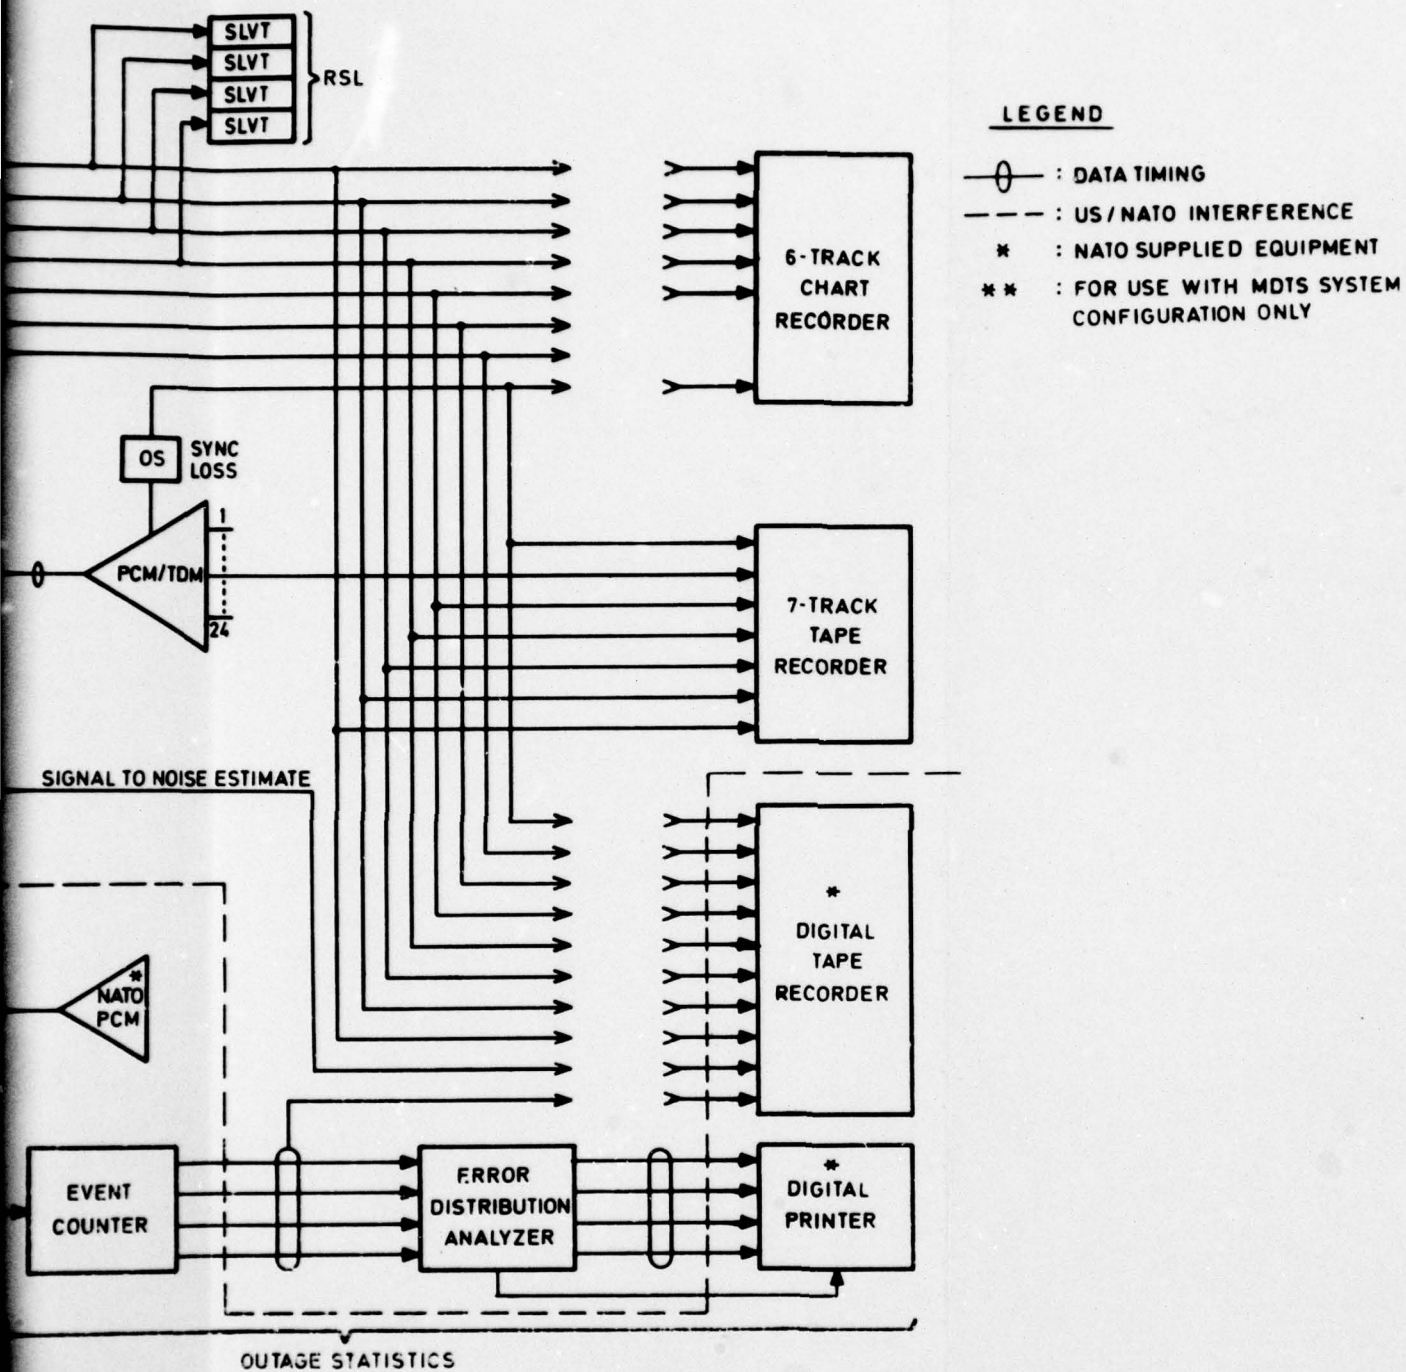 SLVT
SLVT
SLVT
SLVT
RSL
LEGEND
: DATA TIMING
: US/NATO INTERFERENCE
* : NATO SUPPLIED EQUIPMENT
** : FOR USE WITH MDTS SYSTEM
CONFIGURATION ONLY
6-TRACK
CHART
RECORDER
OS
SYNC
LOSS
1
PCM/TDM
24
7-TRACK
TAPE
RECORDER
SIGNAL TO NOISE ESTIMATE
*
DIGITAL
TAPE
RECORDER
*
NATO
PCM
EVENT
COUNTER
ERROR
DISTRIBUTION
ANALYZER
*
DIGITAL
PRINTER
OUTAGE STATISTICS